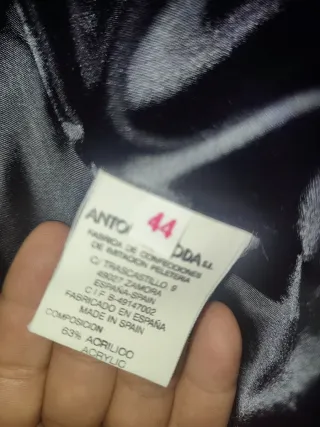 ANTO 44 ODA S.L.
FABRICA DE CONFECCIONES
DE IMITACION PELETERIA
C/ TRASCASTILLO 9
49027 ZAMORA
ESPAÑA-SPAIN
C I F B-49147002
FABRICADO EN ESPAÑA
MADE IN SPAIN
COMPOSICION
63% ACRILICO
ACRYLIC